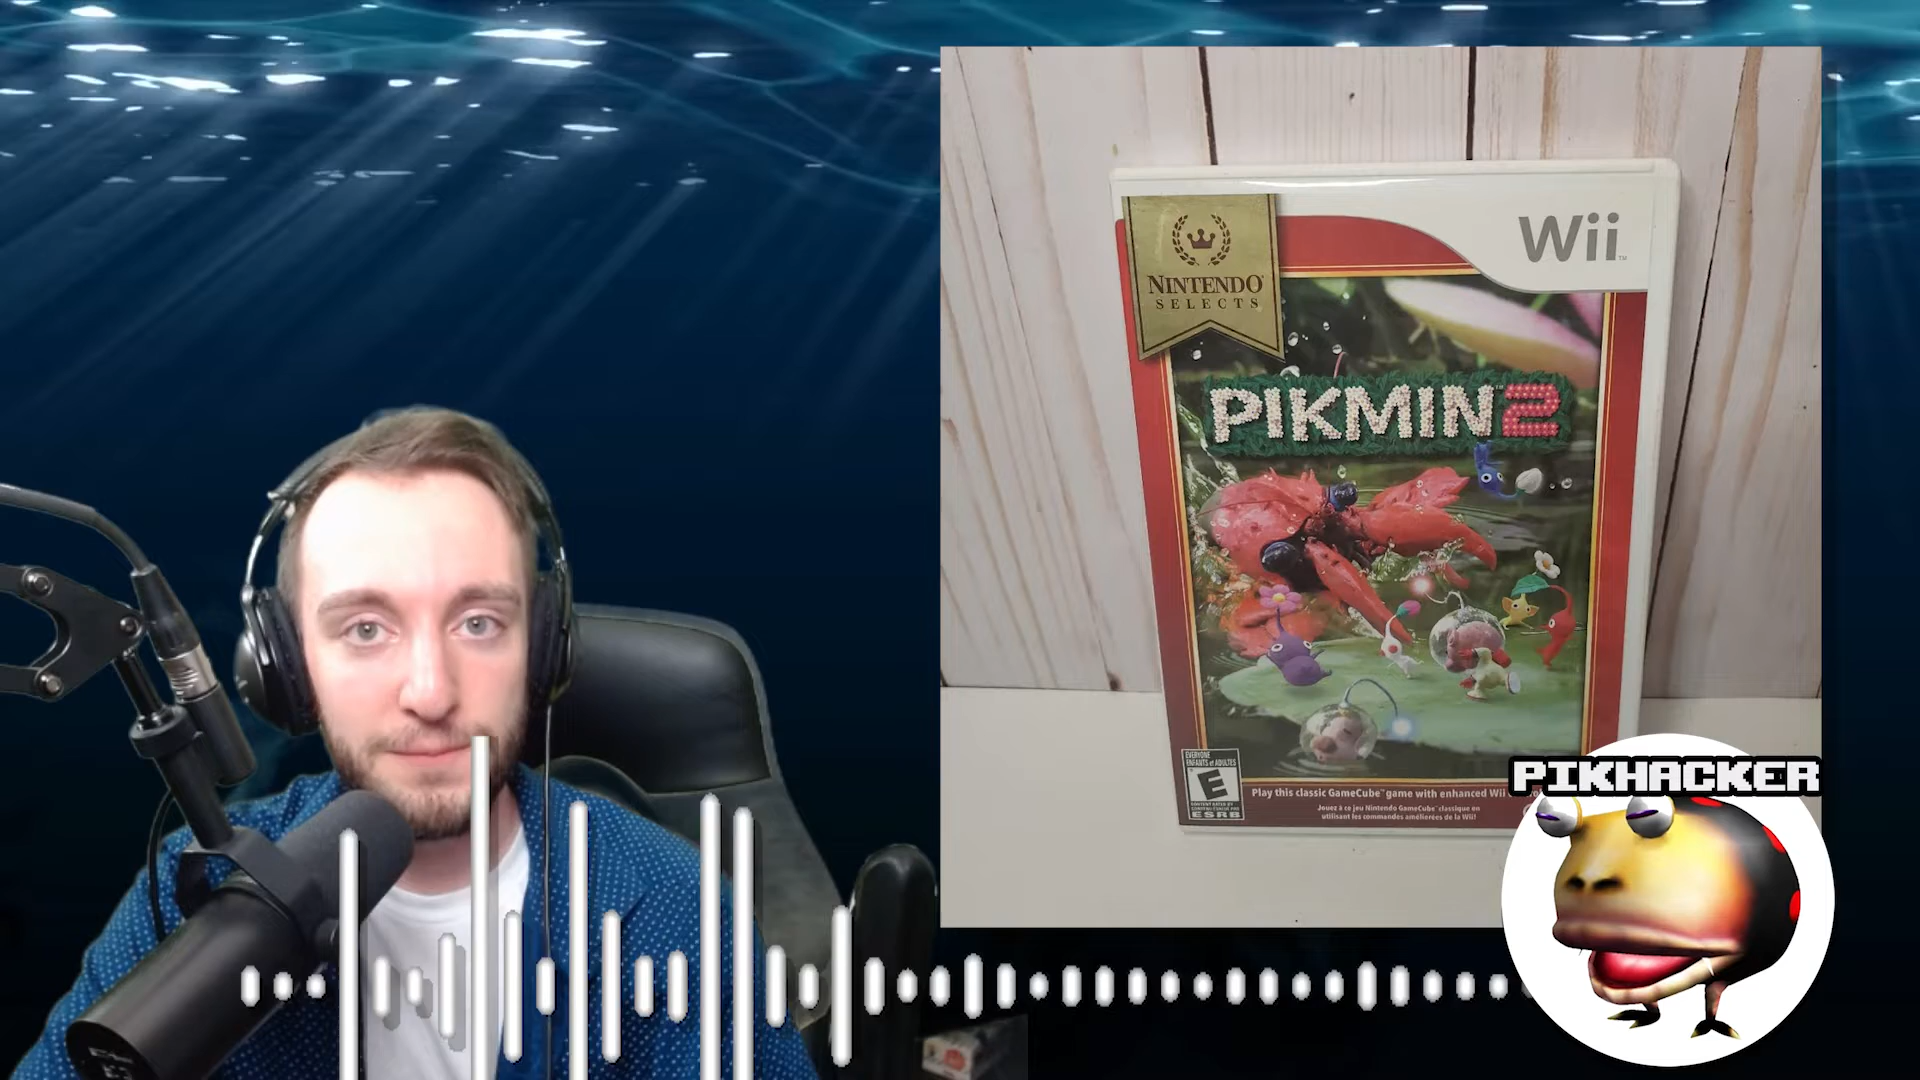 Wii™
NINTENDO
SELECTS
PIKMIN 2
EVERYONE
ENFANTS et ADULTES
E
ESRB
Play this classic GameCube™ game with enhanced Wii
Jouez à ce jeu Nintendo GameCube™ classique en
utilisant les commandes améliorées de la Wii!
PIKHACKER